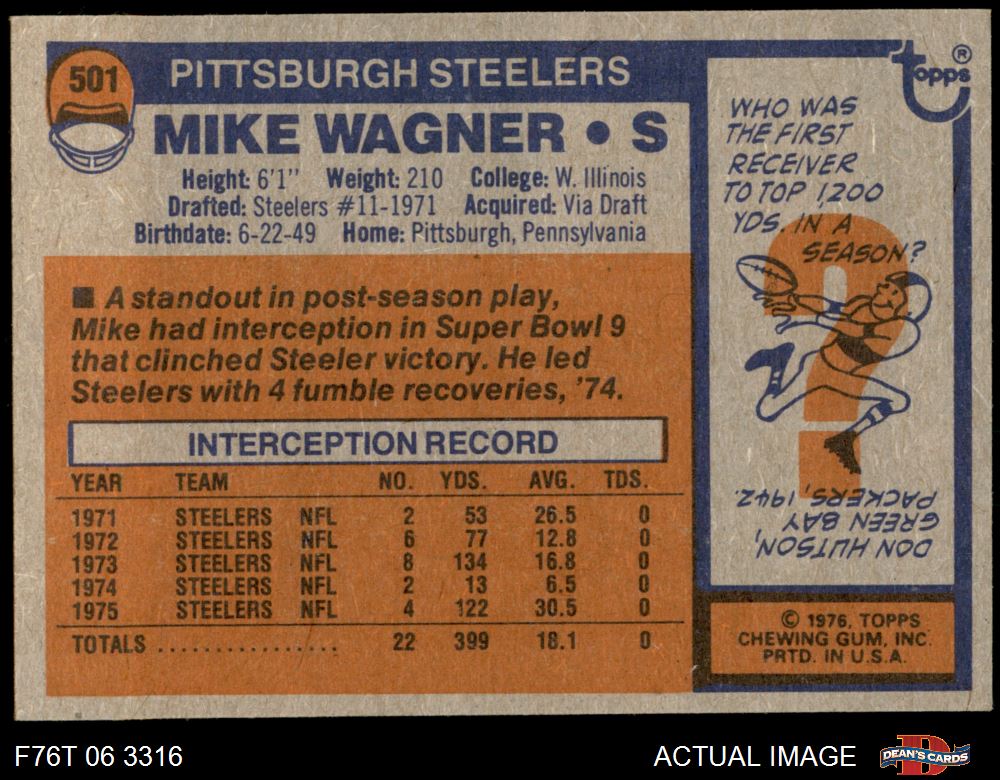 501
PITTSBURGH STEELERS
MIKE WAGNER • S
Height: 6'1" Weight: 210 College: W. Illinois
Drafted: Steelers #11-1971 Acquired: Via Draft
Birthdate: 6-22-49 Home: Pittsburgh, Pennsylvania
■ A standout in post-season play,
Mike had interception in Super Bowl 9
that clinched Steeler victory. He led
Steelers with 4 fumble recoveries, '74.
INTERCEPTION RECORD
YEAR TEAM NO. YDS. AVG. TDS.
1971 STEELERS NFL 2 53 26.5 0
1972 STEELERS NFL 6 77 12.8 0
1973 STEELERS NFL 8 134 16.8 0
1974 STEELERS NFL 2 13 6.5 0
1975 STEELERS NFL 4 122 30.5 0
TOTALS ................ 22 399 18.1 0
Topps ®
WHO WAS
THE FIRST
RECEIVER
TO TOP 1,200
YDS. IN A
SEASON?
?
DON HUTSON,
GREEN BAY
PACKERS, 1942.
© 1976, TOPPS
CHEWING GUM, INC.
PRTD. IN U.S.A.
F76T 06 3316
ACTUAL IMAGE
D
DEAN'S CARDS